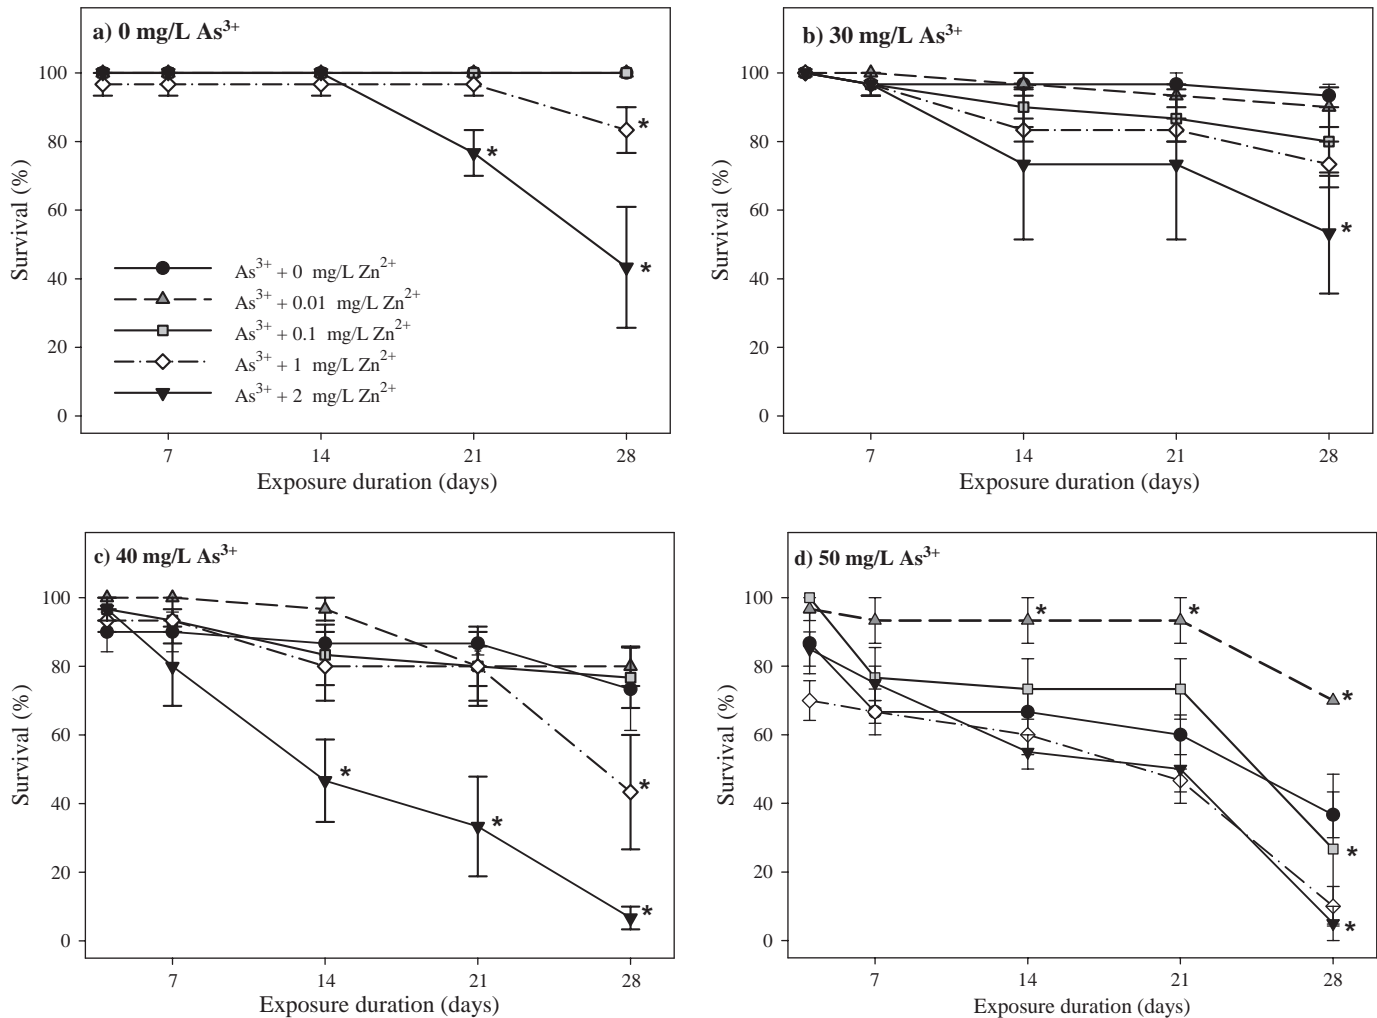 a) 0 mg/L As³⁺
Survival (%)
100
80
60
40
20
0
As³⁺ + 0 mg/L Zn²⁺
As³⁺ + 0.01 mg/L Zn²⁺
As³⁺ + 0.1 mg/L Zn²⁺
As³⁺ + 1 mg/L Zn²⁺
As³⁺ + 2 mg/L Zn²⁺
* * *
7 14 21 28
Exposure duration (days)
b) 30 mg/L As³⁺
Survival (%)
100
80
60
40
20
0
*
7 14 21 28
Exposure duration (days)
c) 40 mg/L As³⁺
Survival (%)
100
80
60
40
20
0
* * * *
7 14 21 28
Exposure duration (days)
d) 50 mg/L As³⁺
Survival (%)
100
80
60
40
20
0
* * * * *
7 14 21 28
Exposure duration (days)